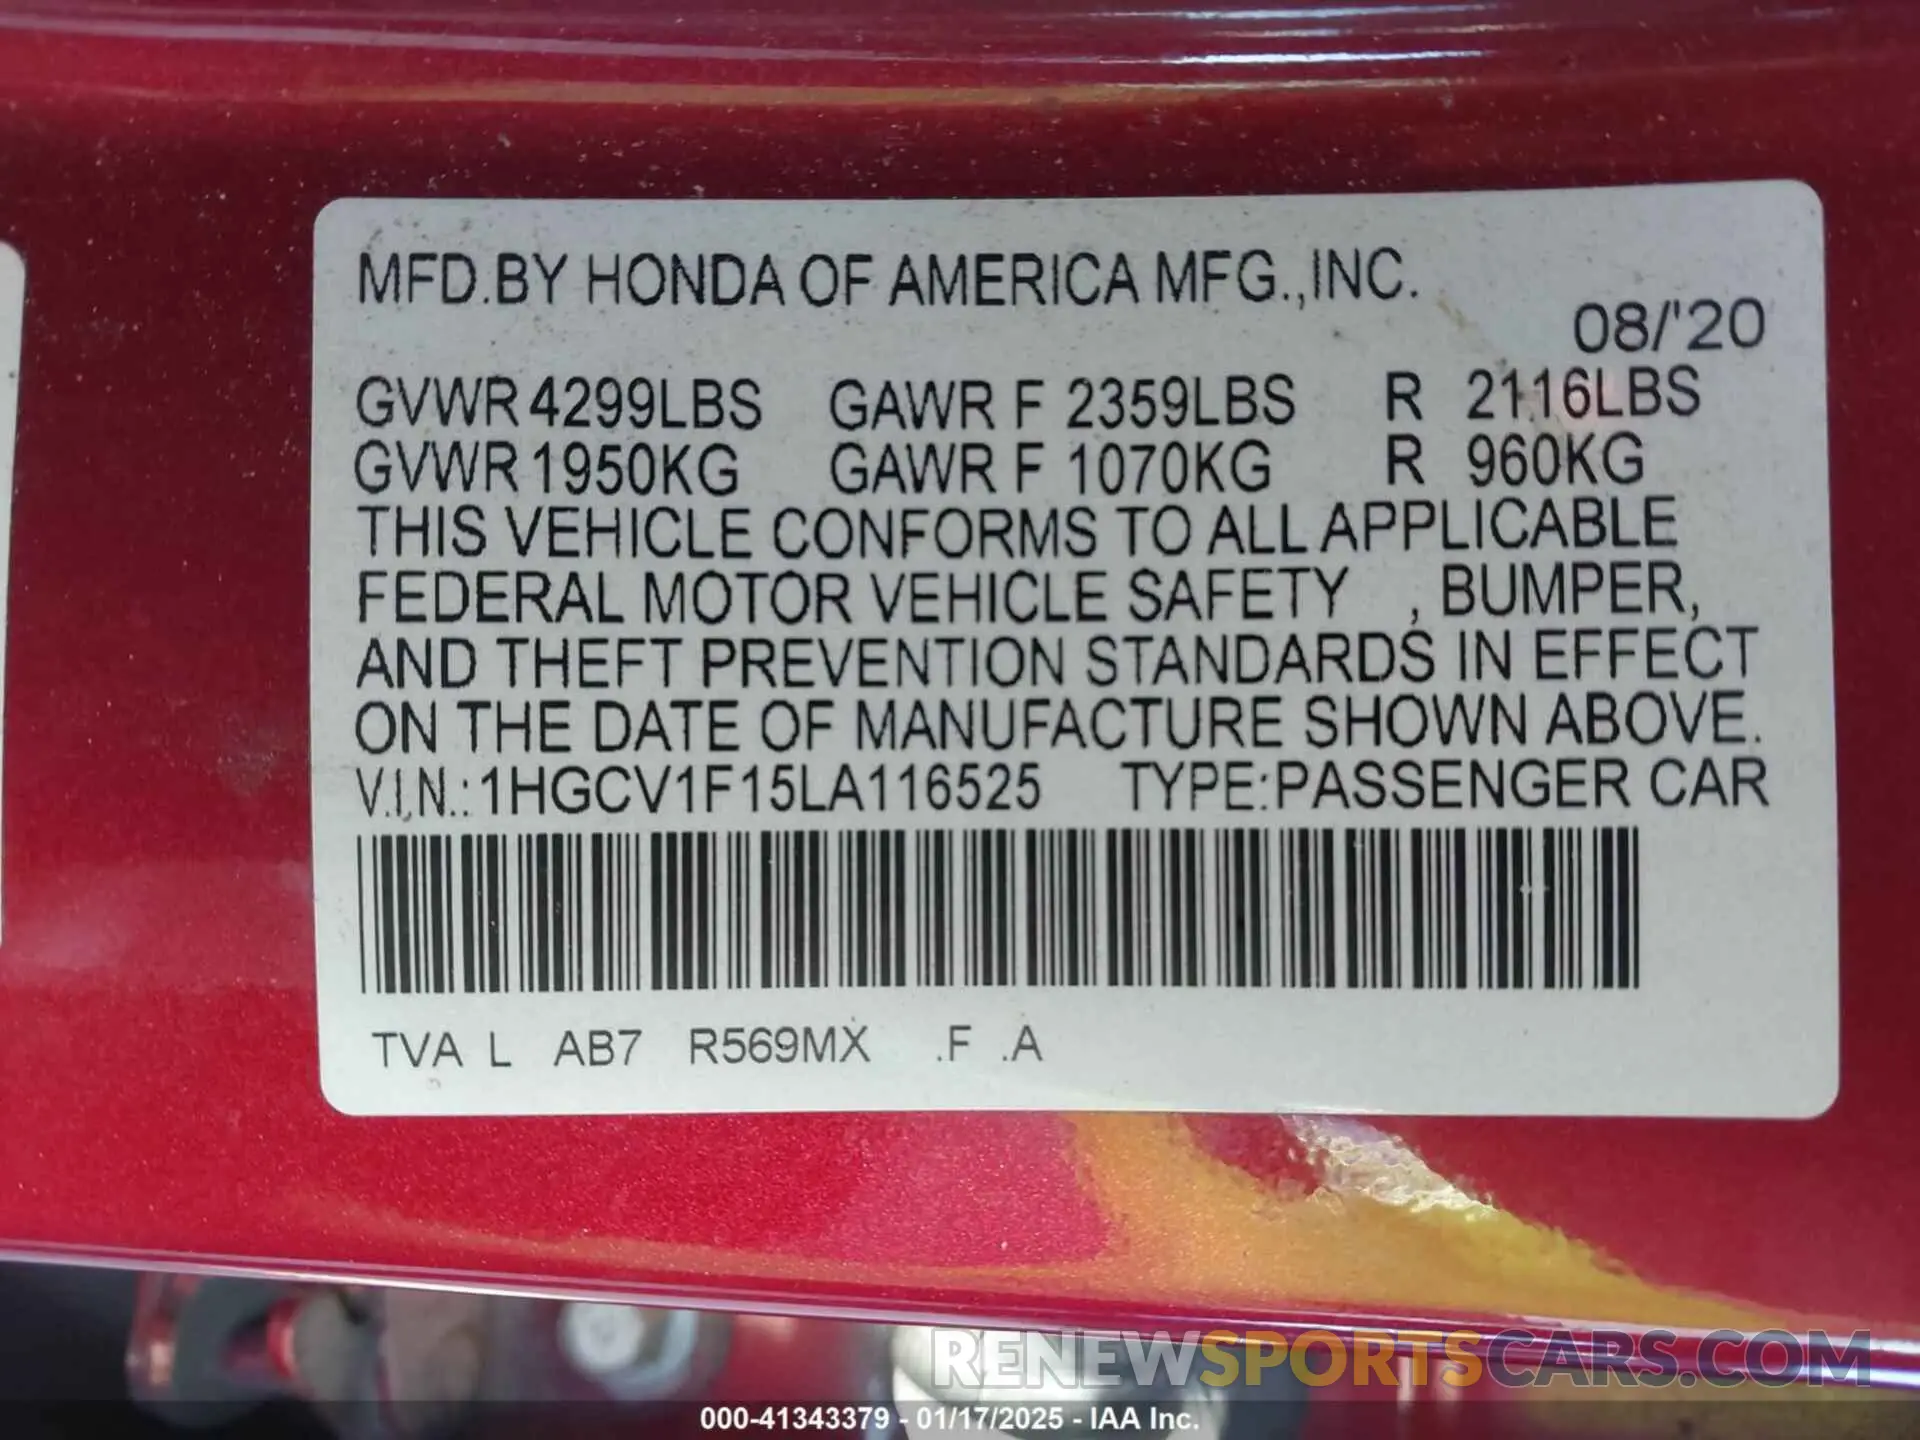 MFD.BY HONDA OF AMERICA MFG.,INC.
08/'20
GVWR 4299LBS GAWR F 2359LBS R 2116LBS
GVWR 1950KG GAWR F 1070KG R 960KG
THIS VEHICLE CONFORMS TO ALL APPLICABLE
FEDERAL MOTOR VEHICLE SAFETY , BUMPER,
AND THEFT PREVENTION STANDARDS IN EFFECT
ON THE DATE OF MANUFACTURE SHOWN ABOVE.
V.I.N.: 1HGCV1F15LA116525 TYPE:PASSENGER CAR
TVA L AB7 R569MX .F .A
RENEWSPORTSCARS.COM
000-41343379 - 01/17/2025 - IAA Inc.